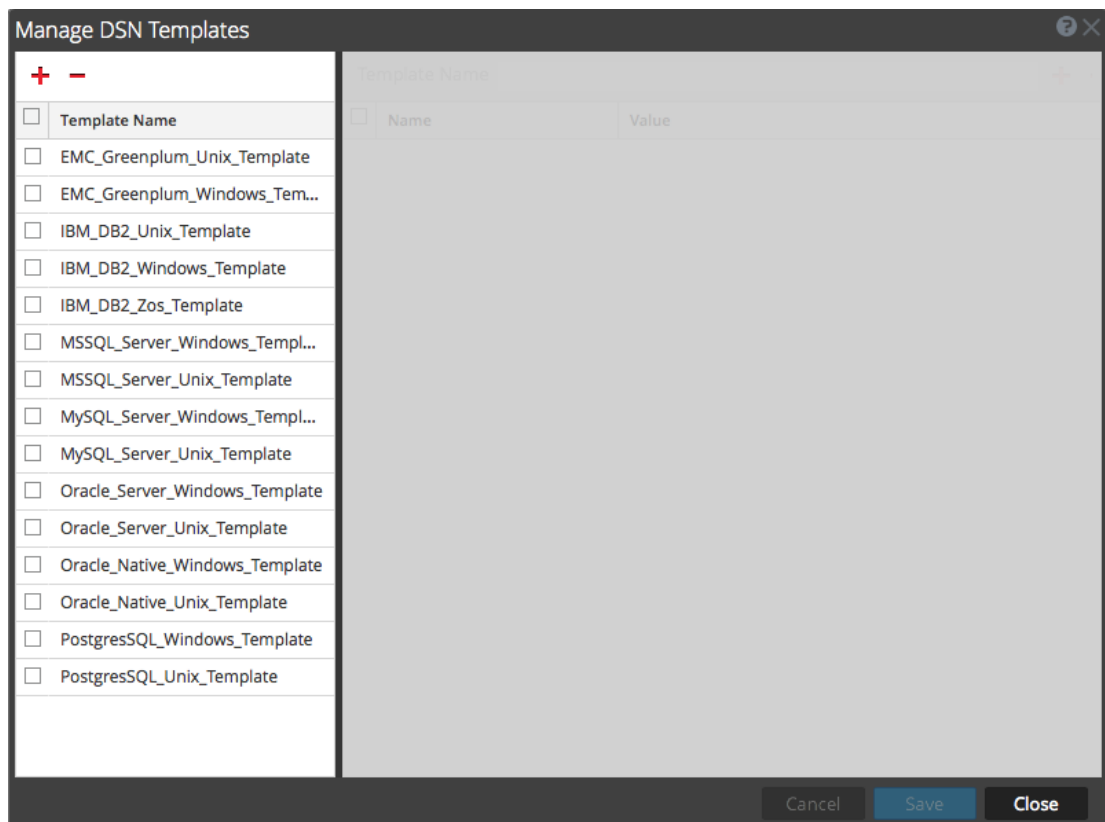 Manage DSN Templates
Template Name
Template Name
Name Value
EMC_Greenplum_Unix_Template
EMC_Greenplum_Windows_Tem...
IBM_DB2_Unix_Template
IBM_DB2_Windows_Template
IBM_DB2_Zos_Template
MSSQL_Server_Windows_Templ...
MSSQL_Server_Unix_Template
MySQL_Server_Windows_Templ...
MySQL_Server_Unix_Template
Oracle_Server_Windows_Template
Oracle_Server_Unix_Template
Oracle_Native_Windows_Template
Oracle_Native_Unix_Template
PostgresSQL_Windows_Template
PostgresSQL_Unix_Template
Cancel Save Close